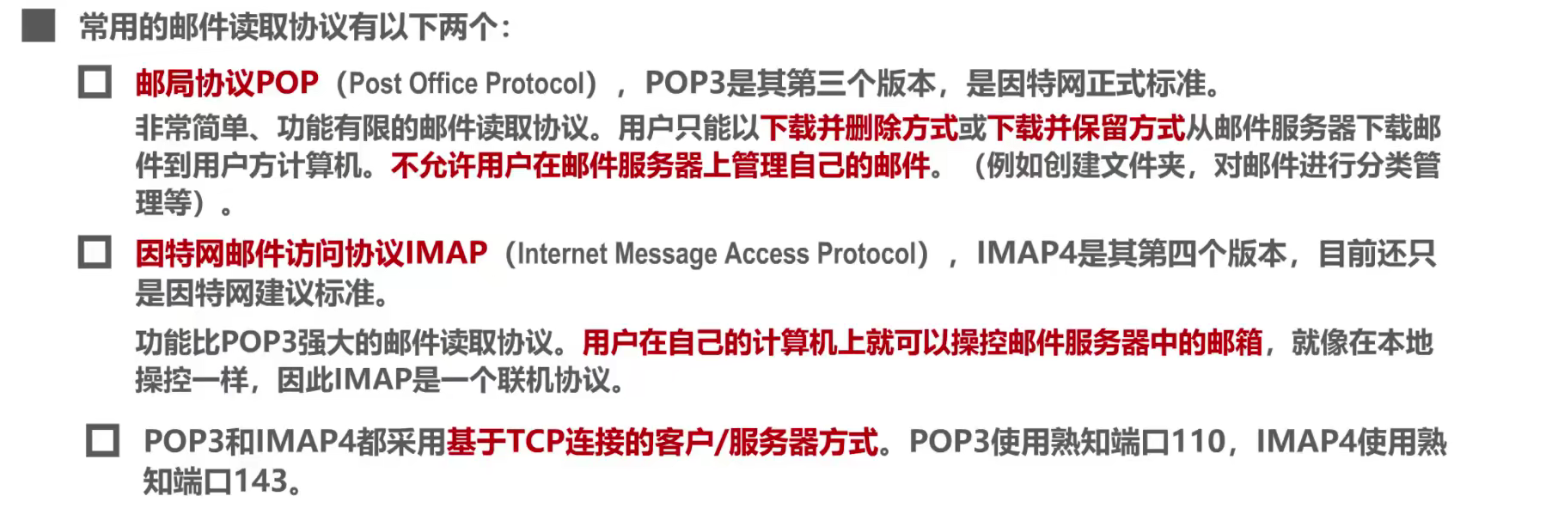 常用的邮件读取协议有以下两个：
邮局协议POP（Post Office Protocol），POP3是其第三个版本，是因特网正式标准。
非常简单、功能有限的邮件读取协议。用户只能以下载并删除方式或下载并保留方式从邮件服务器下载邮
件到用户方计算机。不允许用户在邮件服务器上管理自己的邮件。（例如创建文件夹，对邮件进行分类管
理等）。
因特网邮件访问协议IMAP（Internet Message Access Protocol），IMAP4是其第四个版本，目前还只
是因特网建议标准。
功能比POP3强大的邮件读取协议。用户在自己的计算机上就可以操控邮件服务器中的邮箱，就像在本地
操控一样，因此IMAP是一个联机协议。
POP3和IMAP4都采用基于TCP连接的客户/服务器方式。POP3使用熟知端口110，IMAP4使用熟
知端口143。